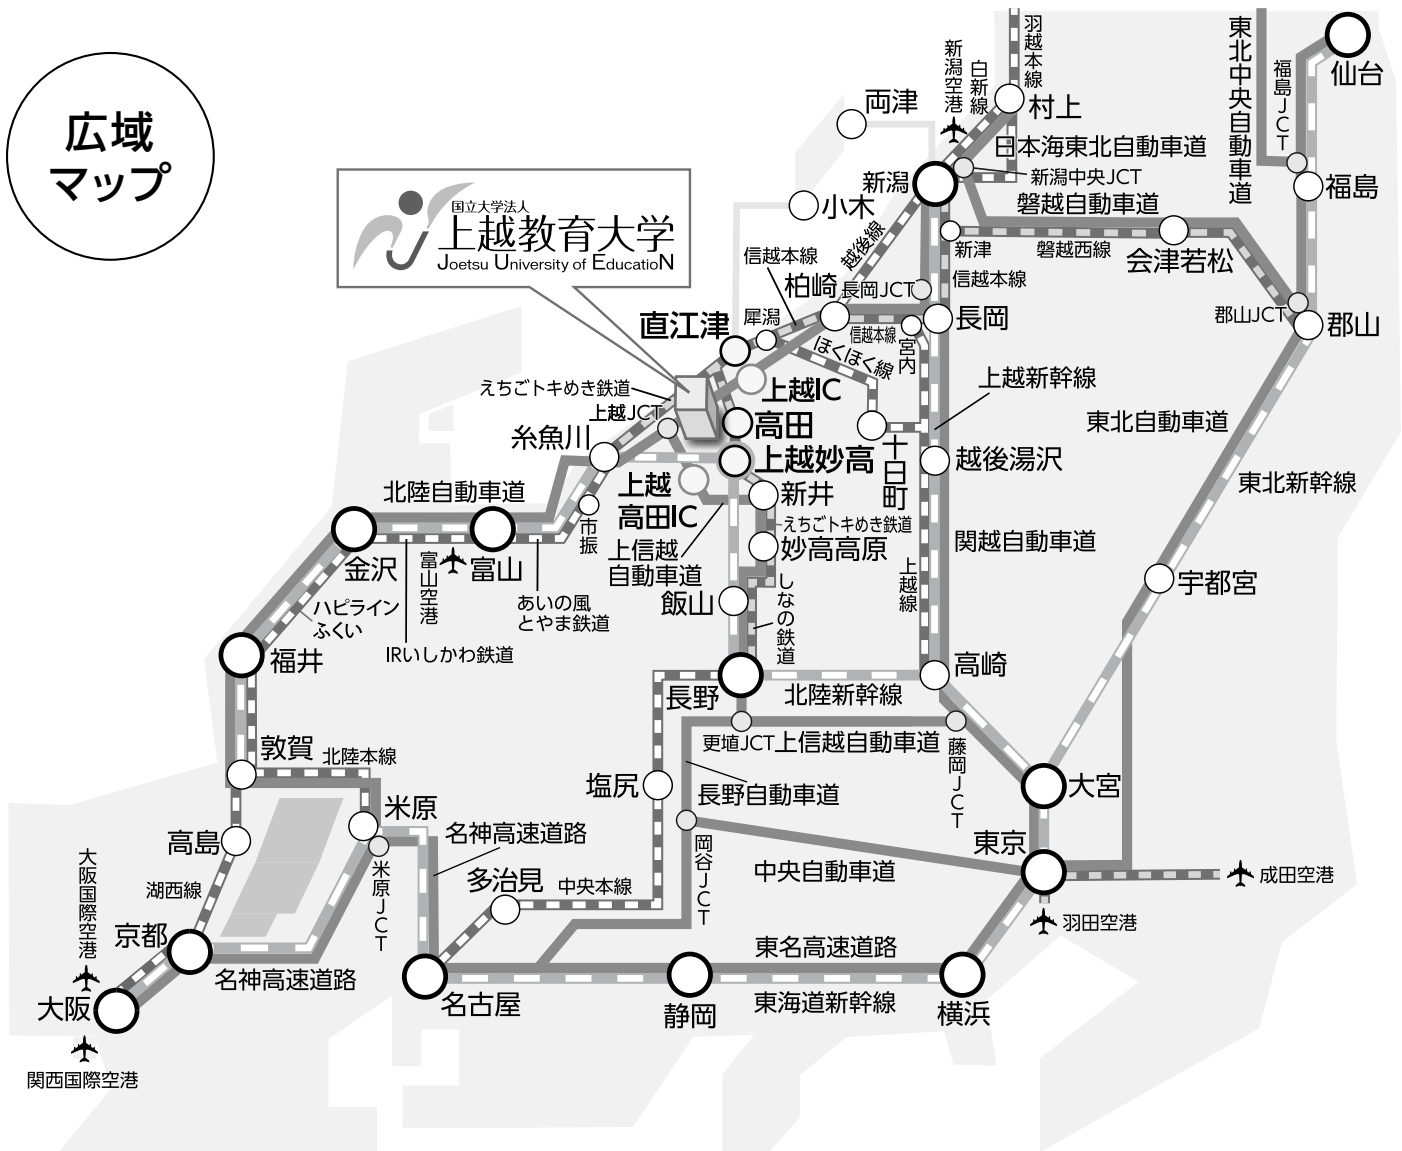 広域
マップ
国立大学法人
上越教育大学
Joetsu University of EducatioN
両津
小木
新潟空港
白新線
羽越本線
村上
日本海東北自動車道
新潟
新潟中央JCT
磐越自動車道
新津
磐越西線
会津若松
東北中央自動車道
福島JCT
仙台
福島
郡山JCT
郡山
越後線
信越本線
柏崎
長岡JCT
信越本線
長岡
信越本線
宮内
直江津
犀潟
ほくほく線
えちごトキめき鉄道
上越JCT
上越IC
高田
上越妙高
十日町
上越新幹線
越後湯沢
東北自動車道
東北新幹線
糸魚川
上越
高田IC
新井
えちごトキめき鉄道
妙高高原
上信越
自動車道
関越自動車道
上越線
宇都宮
北陸自動車道
市振
金沢
富山空港
富山
あいの風
とやま鉄道
ハピライン
ふくい
IRいしかわ鉄道
飯山
しなの鉄道
福井
長野
北陸新幹線
高崎
更埴JCT
上信越自動車道
藤岡JCT
敦賀
北陸本線
塩尻
長野自動車道
大宮
米原
高島
名神高速道路
東京
大阪国際空港
湖西線
米原JCT
多治見
中央本線
岡谷JCT
中央自動車道
成田空港
羽田空港
京都
名神高速道路
東名高速道路
大阪
名古屋
静岡
東海道新幹線
横浜
関西国際空港